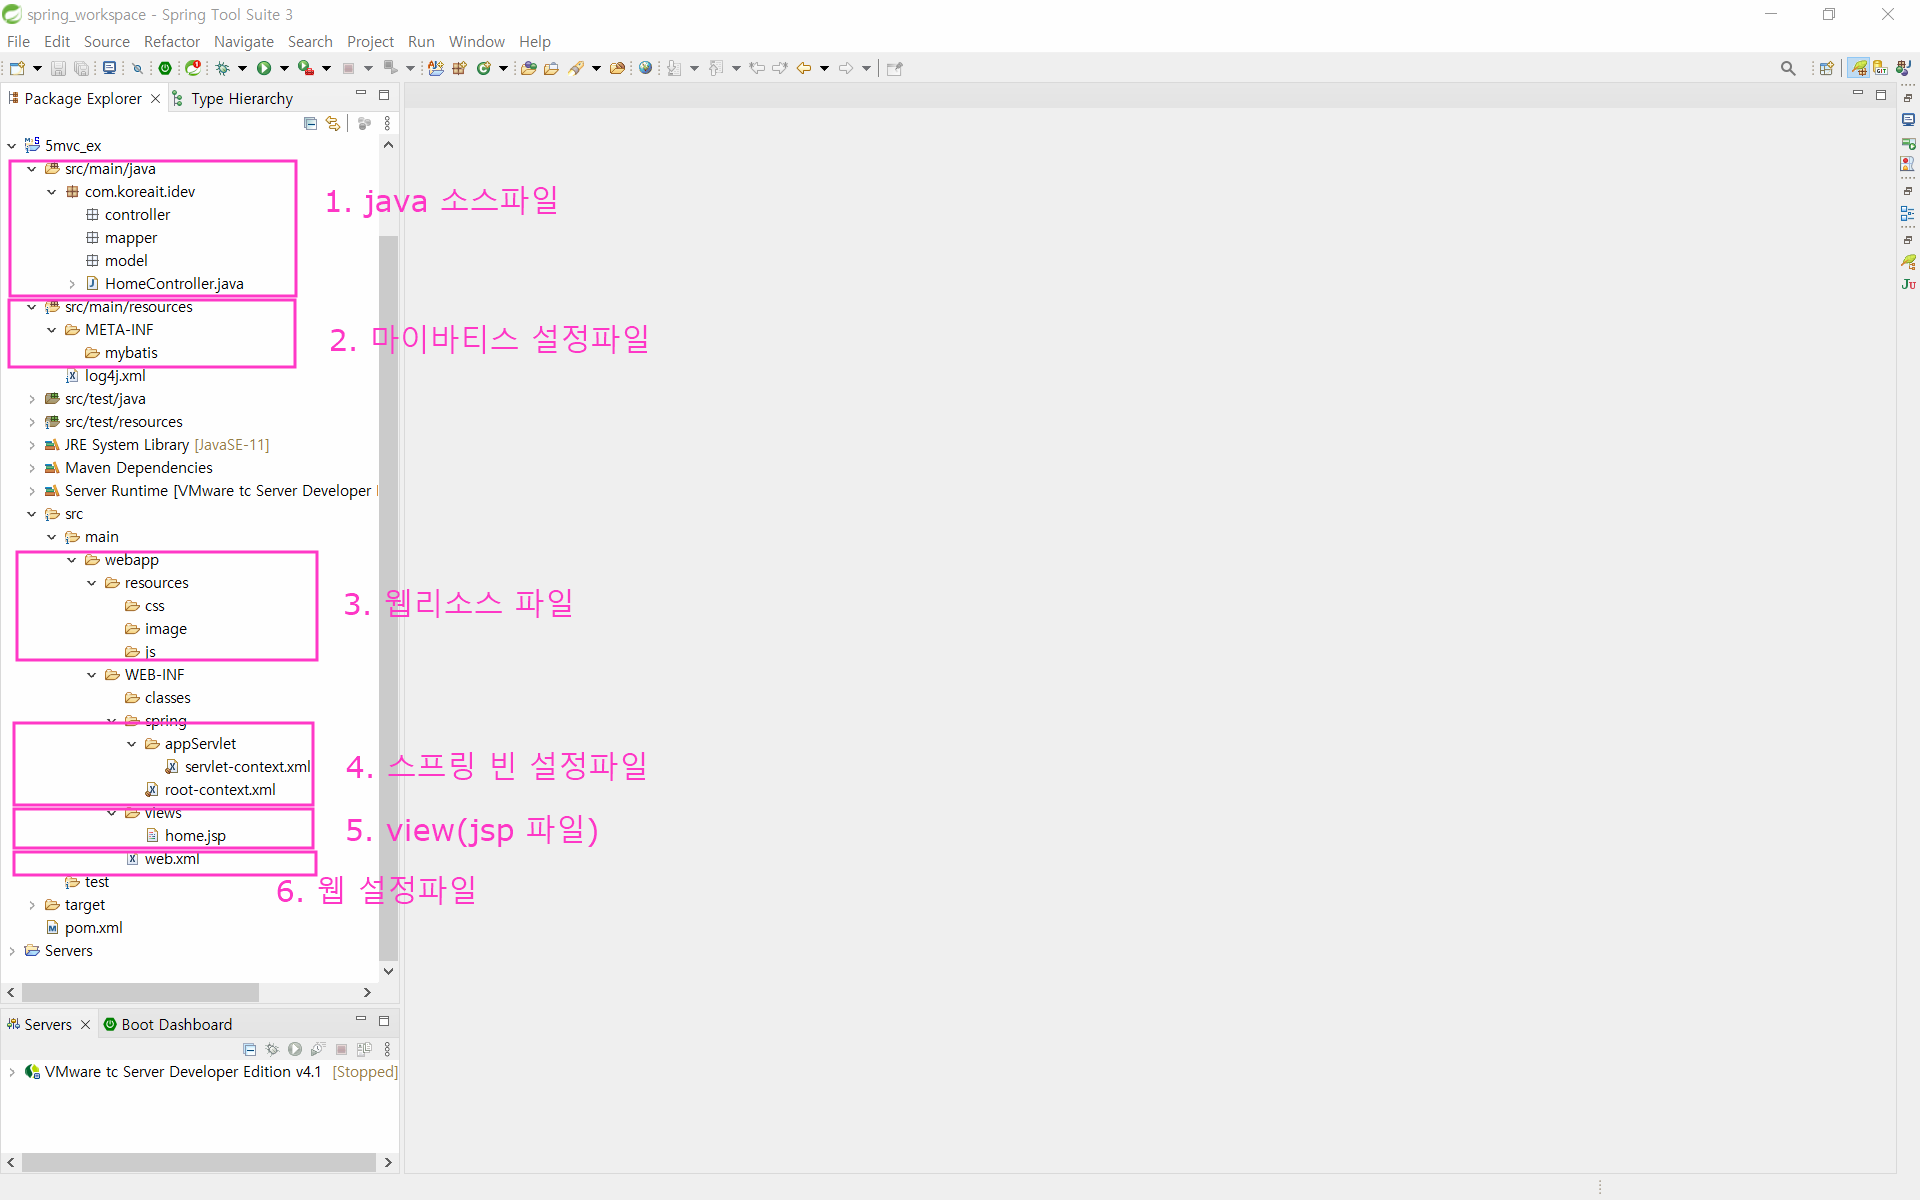 spring_workspace - Spring Tool Suite 3
File Edit Source Refactor Navigate Search Project Run Window Help
Package Explorer Type Hierarchy
5mvc_ex
src/main/java
com.koreait.idev
controller
mapper
model
HomeController.java
1. java 소스파일
src/main/resources
META-INF
mybatis
2. 마이바티스 설정파일
log4j.xml
src/test/java
src/test/resources
JRE System Library [JavaSE-11]
Maven Dependencies
Server Runtime [VMware tc Server Developer
src
main
webapp
resources
css
image
js
3. 웹리소스 파일
WEB-INF
classes
spring
appServlet
servlet-context.xml
root-context.xml
4. 스프링 빈 설정파일
views
home.jsp
5. view(jsp 파일)
web.xml
6. 웹 설정파일
test
target
pom.xml
Servers
Servers Boot Dashboard
VMware tc Server Developer Edition v4.1 [Stopped]